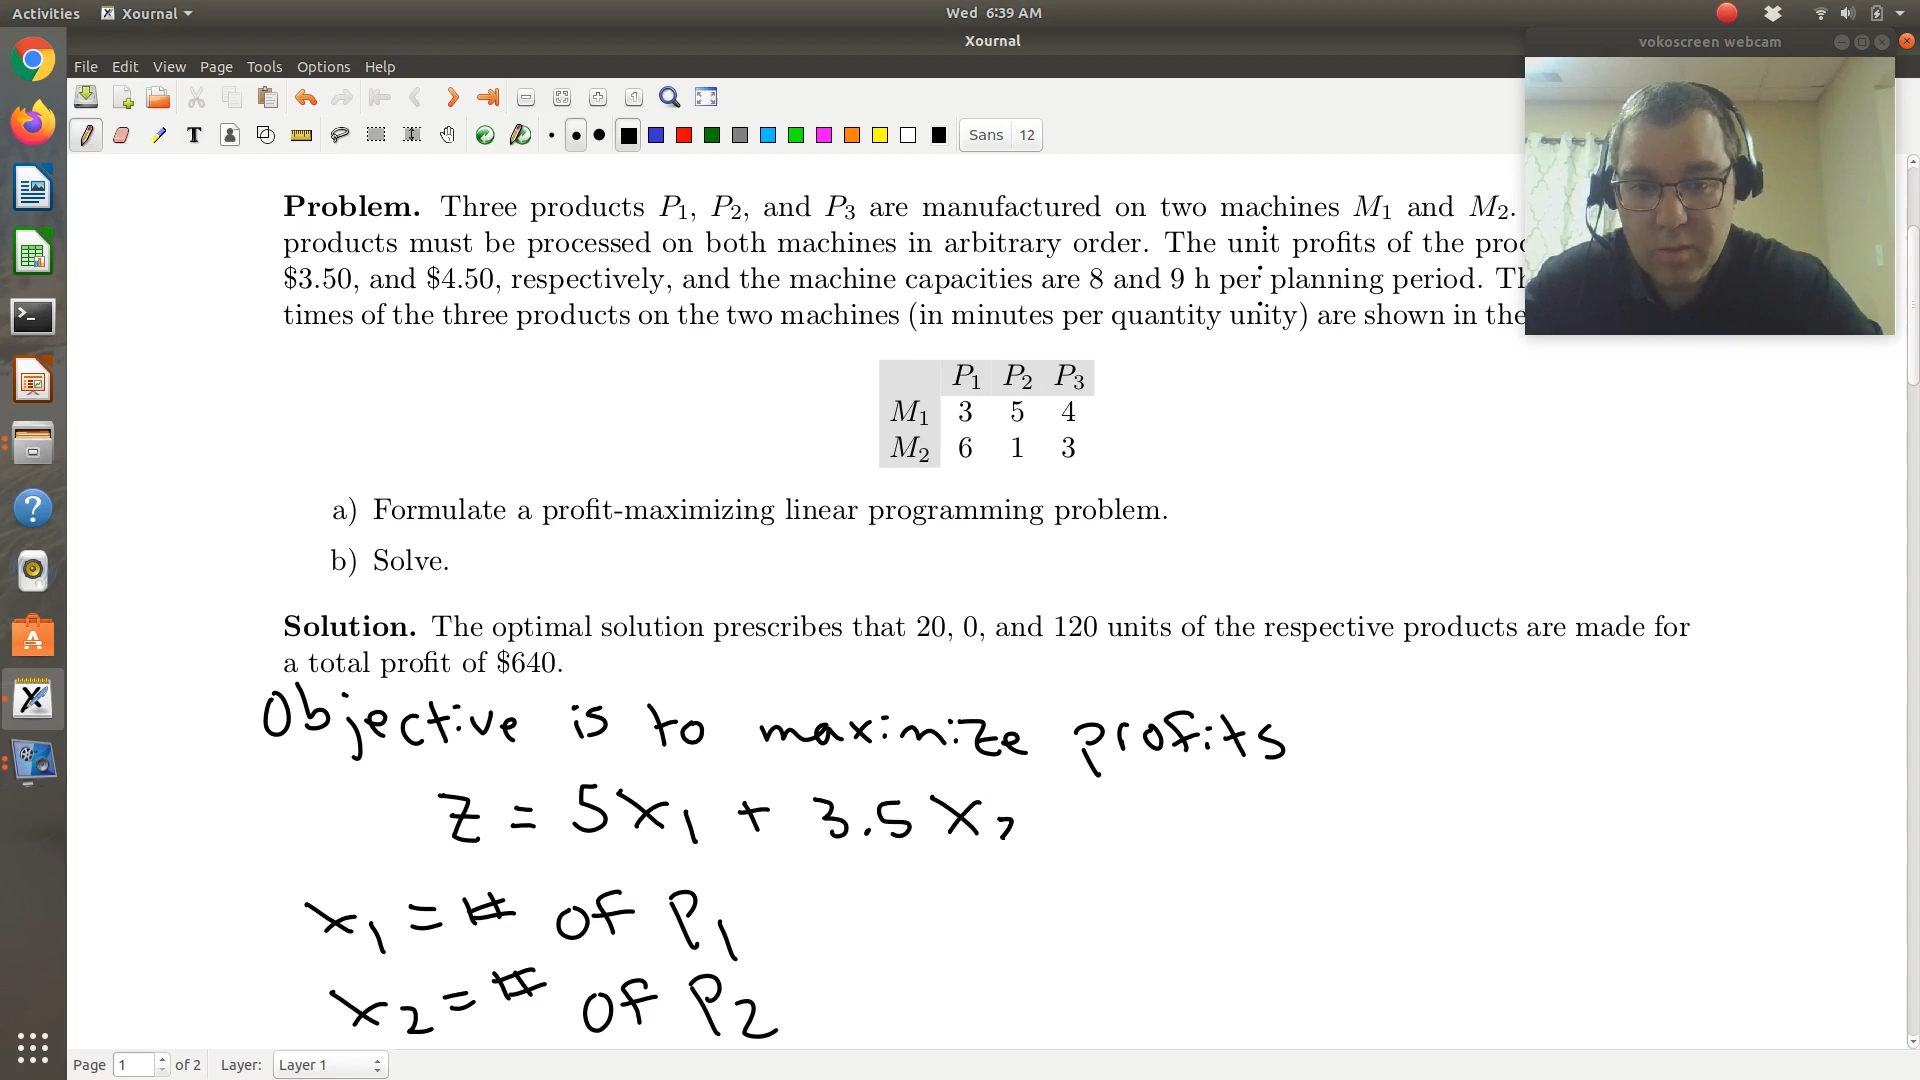 Activities Xournal Wed 6:39 AM
Xournal
vokoscreen webcam
File Edit View Page Tools Options Help
T Sans 12
Problem. Three products P₁, P₂, and P₃ are manufactured on two machines M₁ and M₂.
products must be processed on both machines in arbitrary order. The unit profits of the
$3.50, and $4.50, respectively, and the machine capacities are 8 and 9 h per planning period.
times of the three products on the two machines (in minutes per quantity unity) are shown in the
P₁ P₂ P₃
M₁ 3 5 4
M₂ 6 1 3
a) Formulate a profit-maximizing linear programming problem.
b) Solve.
Solution. The optimal solution prescribes that 20, 0, and 120 units of the respective products are made for
a total profit of $640.
Objective is to maximize profits
z = 5x₁ + 3.5x₂
x₁ = # of P₁
x₂ = # of P₂
Page 1 of 2 Layer: Layer 1